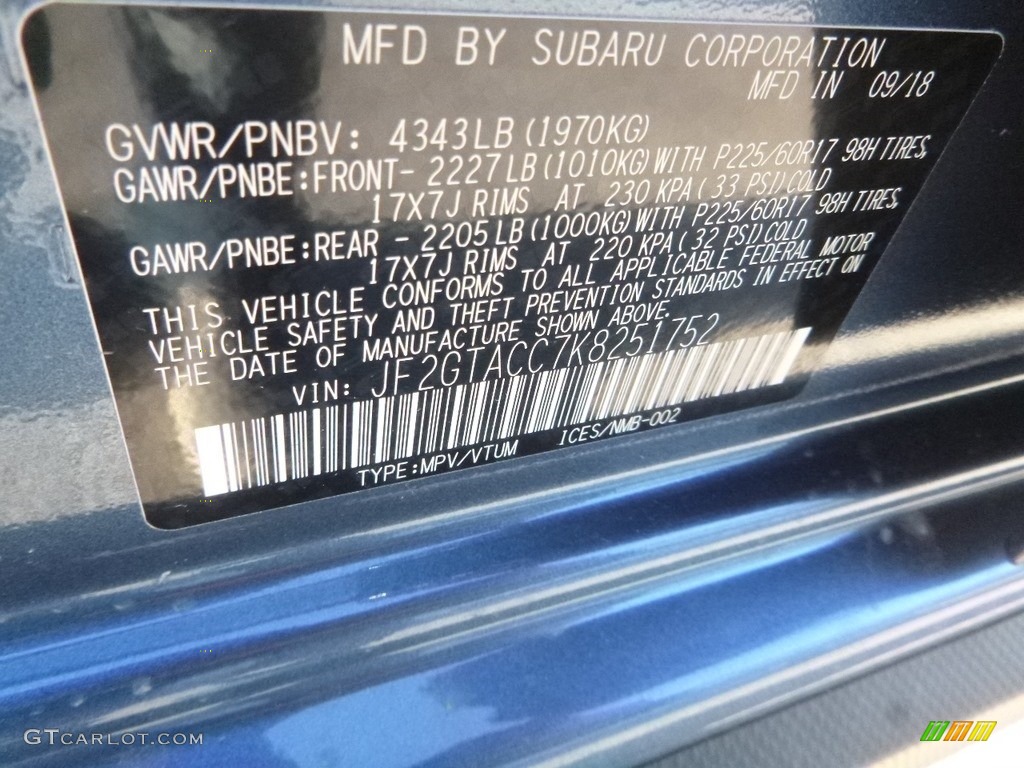 MFD BY SUBARU CORPORATION
MFD IN 09/18
GVWR/PNBV: 4343LB (1970KG)
GAWR/PNBE:FRONT- 2227LB (1010KG) WITH P225/60R17 98H TIRES,
17X7J RIMS AT 230 KPA ( 33 PSI) COLD
GAWR/PNBE:REAR - 2205LB (1000KG) WITH P225/60R17 98H TIRES,
17X7J RIMS AT 220 KPA ( 32 PSI) COLD
THIS VEHICLE CONFORMS TO ALL APPLICABLE FEDERAL MOTOR
VEHICLE SAFETY AND THEFT PREVENTION STANDARDS IN EFFECT ON
THE DATE OF MANUFACTURE SHOWN ABOVE.
VIN: JF2GTACC7K8251752
TYPE:MPV/VTUM ICES/NMB-002
GTCARLOT.COM